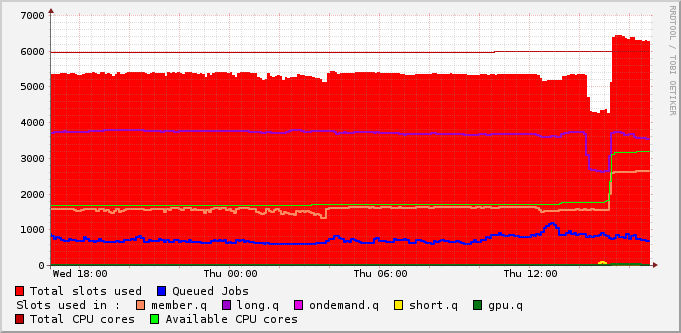 7000
6000
5000
4000
3000
2000
1000
0
Wed 18:00 Thu 00:00 Thu 06:00 Thu 12:00
RRDTOOL / TOBI OETIKER
Total slots used Queued Jobs
Slots used in : member.q long.q ondemand.q short.q gpu.q
Total CPU cores Available CPU cores